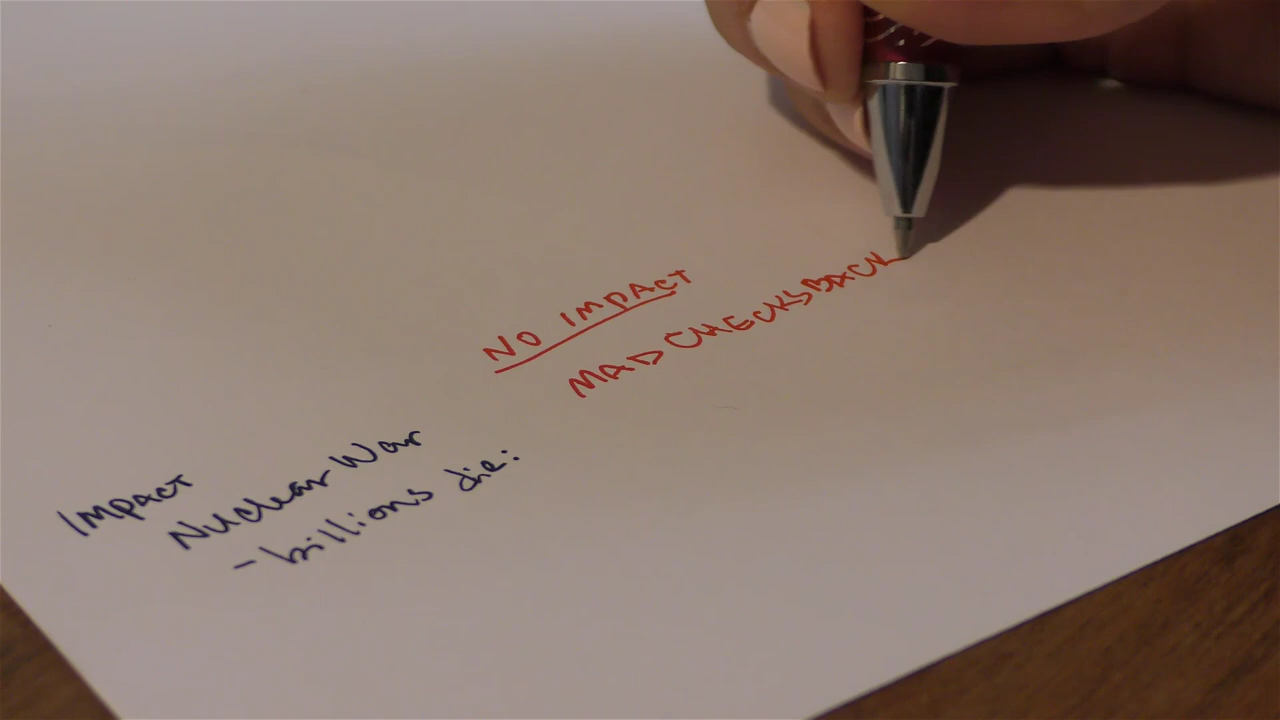 NO IMPACT
MAD CHECKS BACK
IMPACT
Nuclear War
- billions die: